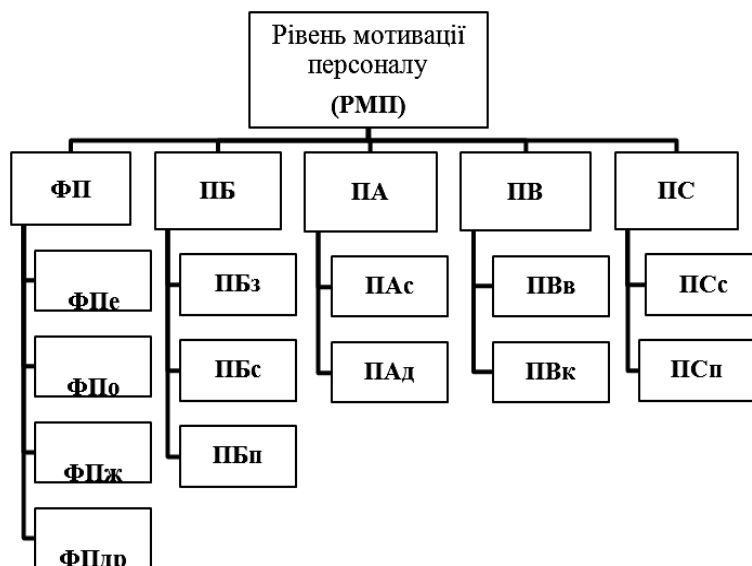 Рівень мотивації
персоналу
(РМП)
ФП
ПБ
ПА
ПВ
ПС
ФПе
ФПо
ФПж
ФПдр
ПБз
ПБс
ПБп
ПАс
ПАд
ПВв
ПВк
ПСс
ПСп